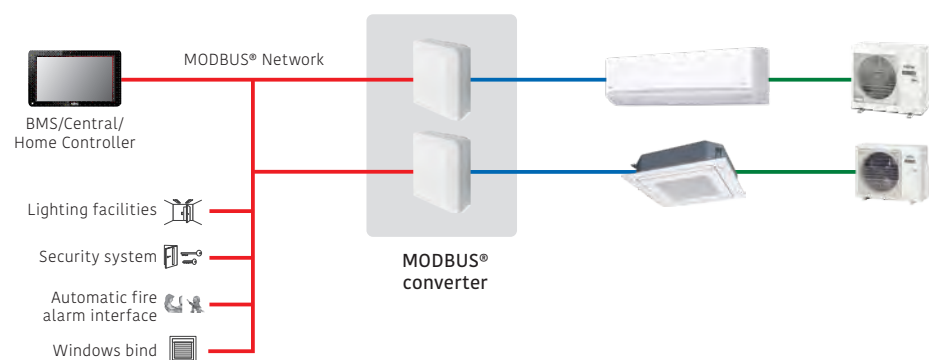 MODBUS® Network
BMS/Central/
Home Controller
Lighting facilities
Security system
Automatic fire
alarm interface
Windows bind
MODBUS®
converter